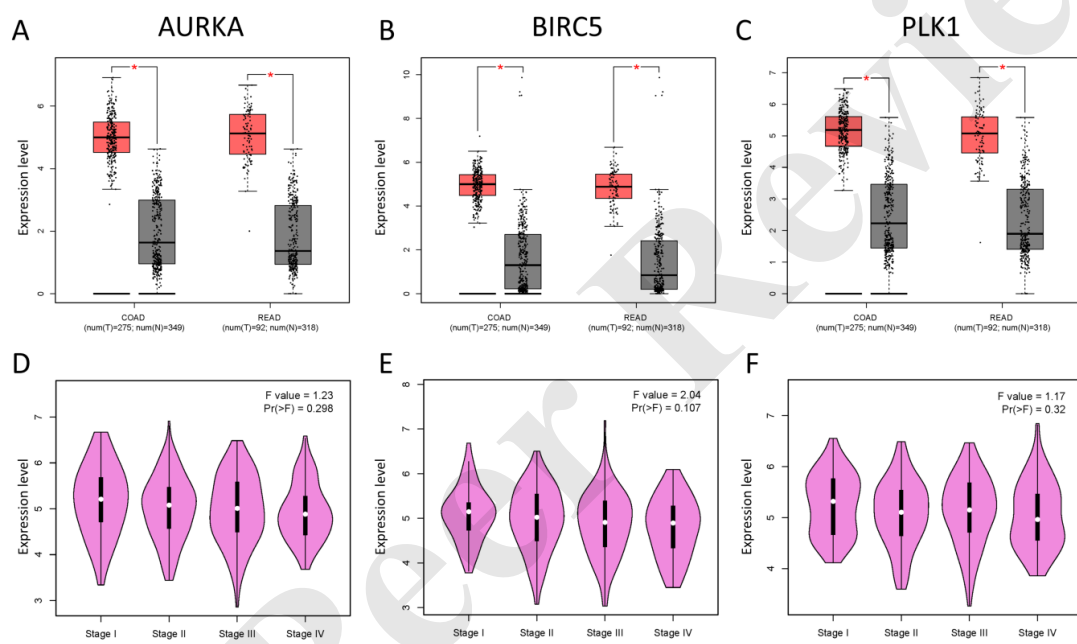 A AURKA
B BIRC5
C PLK1
Expression level
6
4
2
0
*
*
COAD
(num(T)=275; num(N)=349)
READ
(num(T)=92; num(N)=318)
Expression level
10
8
6
4
2
0
*
*
COAD
(num(T)=275; num(N)=349)
READ
(num(T)=92; num(N)=318)
Expression level
7
6
5
4
3
2
1
0
*
*
COAD
(num(T)=275; num(N)=349)
READ
(num(T)=92; num(N)=318)
D
F value = 1.23
Pr(>F) = 0.298
Expression level
7
6
5
4
3
Stage I Stage II Stage III Stage IV
E
F value = 2.04
Pr(>F) = 0.107
Expression level
8
7
6
5
4
3
Stage I Stage II Stage III Stage IV
F
F value = 1.17
Pr(>F) = 0.32
Expression level
7
6
5
4
Stage I Stage II Stage III Stage IV
Peer Revie